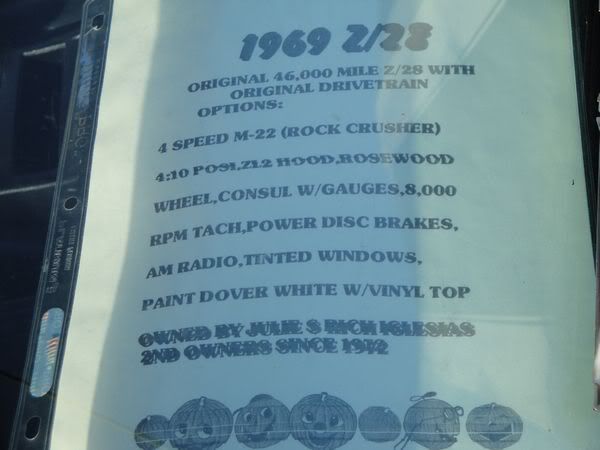 1969 Z/28
ORIGINAL 46,000 MILE Z/28 WITH
ORIGINAL DRIVETRAIN
OPTIONS:
4 SPEED M-22 (ROCK CRUSHER)
4:10 POSI,ZL2 HOOD,ROSEWOOD
WHEEL,CONSUL W/GAUGES,8,000
RPM TACH,POWER DISC BRAKES,
AM RADIO,TINTED WINDOWS,
PAINT DOVER WHITE W/VINYL TOP
OWNED BY JULIE & RICH IGLESIAS
2ND OWNERS SINCE 1972